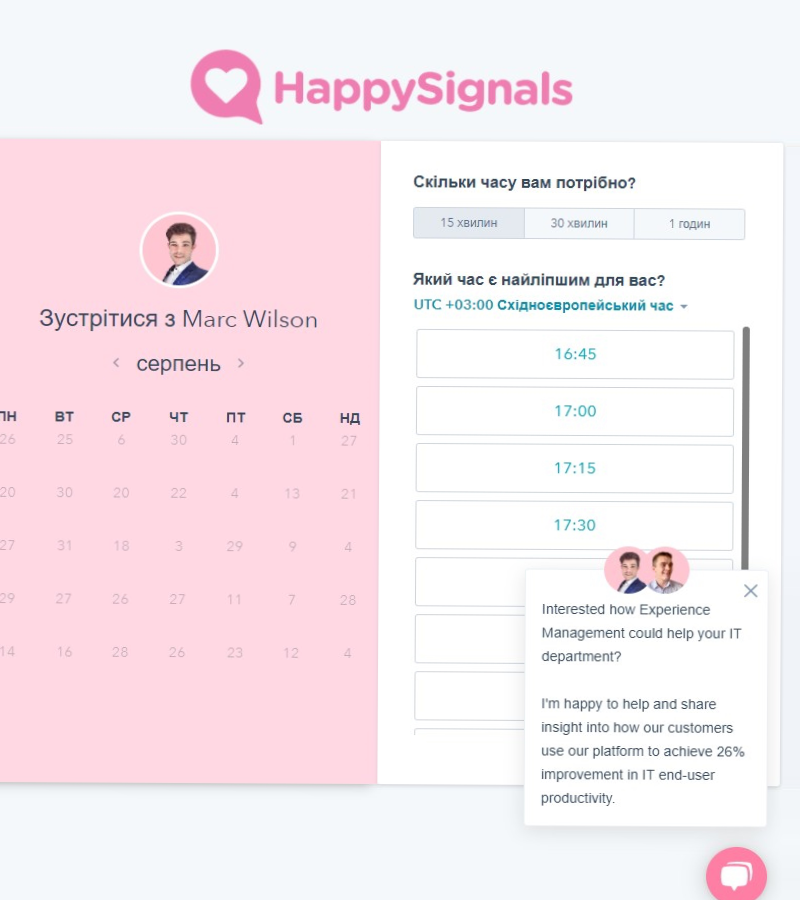 HappySignals
Зустрітися з Marc Wilson
серпень
ПН ВТ СР ЧТ ПТ СБ НД
26 25 6 30 4 1 27
20 30 20 22 4 13 21
27 31 18 3 29 9 4
29 27 26 27 11 7 28
14 16 28 26 23 12 4
Скільки часу вам потрібно?
15 хвилин 30 хвилин 1 годин
Який час є найліпшим для вас?
UTC +03:00 Східноєвропейський час
16:45
17:00
17:15
17:30
Interested how Experience
Management could help your IT
department?
I'm happy to help and share
insight into how our customers
use our platform to achieve 26%
improvement in IT end-user
productivity.